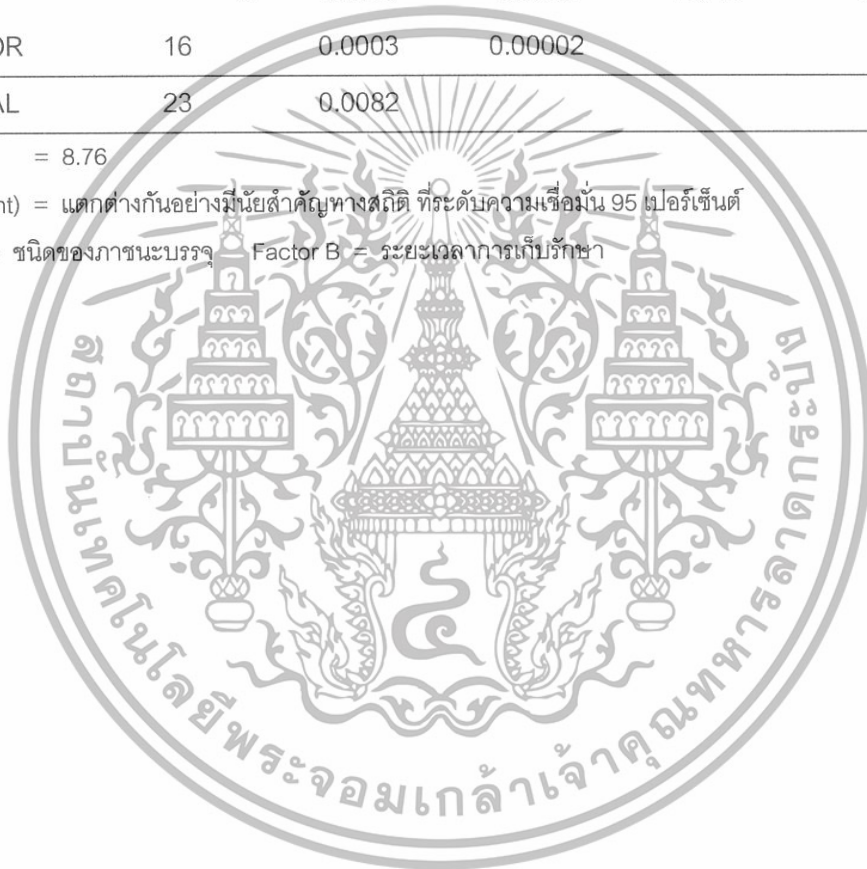 OR 16 0.0003 0.00002
AL 23 0.0082
= 8.76
nt) = แตกต่างกันอย่างมีนัยสำคัญทางสถิติ ที่ระดับความเชื่อมั่น 95 เปอร์เซ็นต์
ชนิดของภาชนะบรรจุ Factor B = ระยะเวลาการเก็บรักษา
สถาบันเทคโนโลยีพระจอมเกล้าเจ้าคุณทหารลาดกระบัง